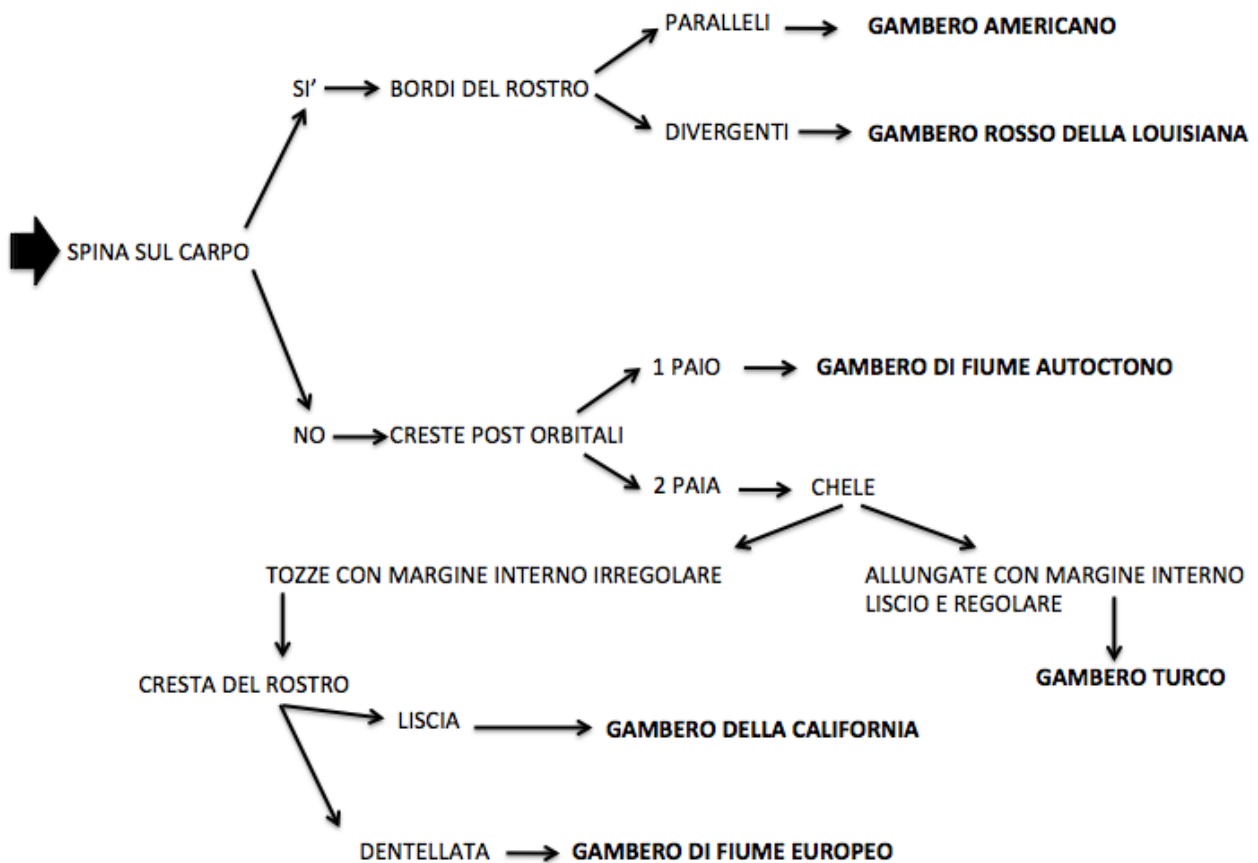 PARALLELI
GAMBERO AMERICANO
SI'
BORDI DEL ROSTRO
DIVERGENTI
GAMBERO ROSSO DELLA LOUISIANA
SPINA SUL CARPO
1 PAIO
GAMBERO DI FIUME AUTOCTONO
NO
CRESTE POST ORBITALI
2 PAIA
CHELE
TOZZE CON MARGINE INTERNO IRREGOLARE
ALLUNGATE CON MARGINE INTERNO
LISCIO E REGOLARE
CRESTA DEL ROSTRO
GAMBERO TURCO
LISCIA
GAMBERO DELLA CALIFORNIA
DENTELLATA
GAMBERO DI FIUME EUROPEO